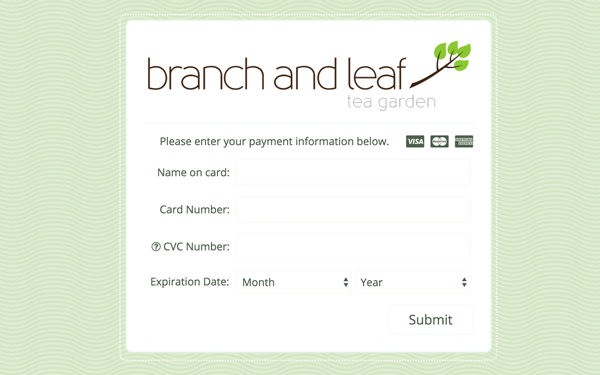 branch and leaf
tea garden
Please enter your payment information below. VISA MasterCard
Name on card:
Card Number:
? CVC Number:
Expiration Date: Month Year
Submit